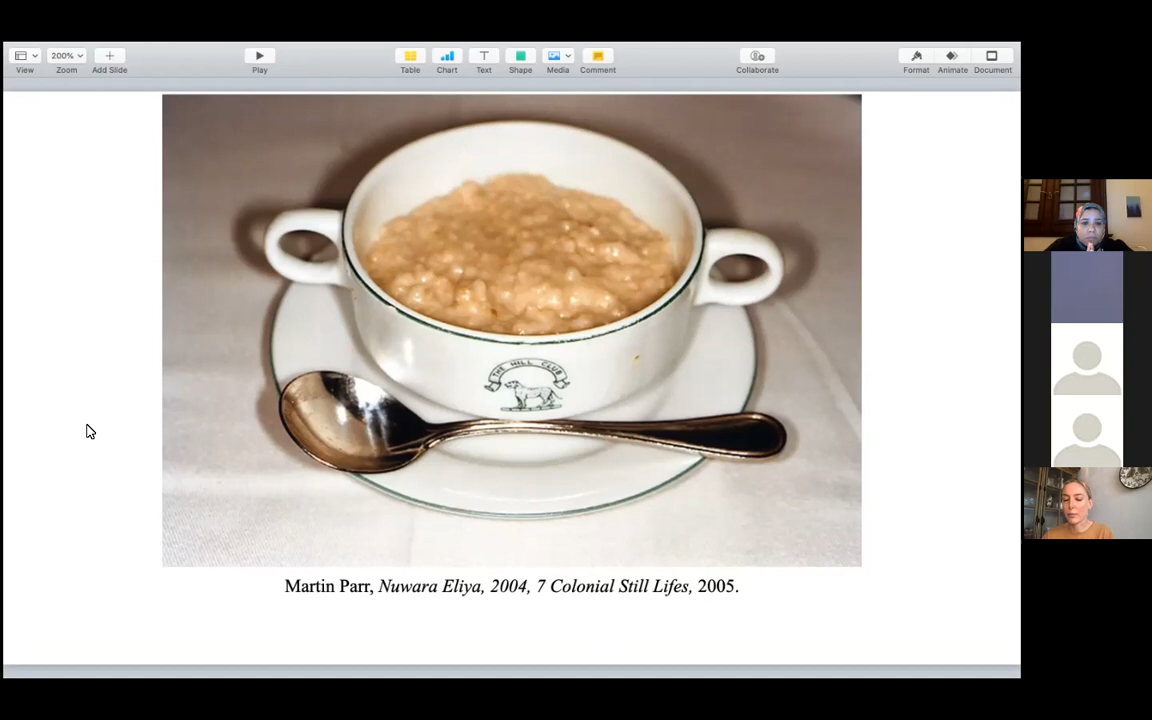 200%
View
Zoom
Add Slide
Play
Table
Chart
Text
Shape
Media
Comment
Collaborate
Format
Animate
Document
THE HILL CLUB
Martin Parr, Nuwara Eliya, 2004, 7 Colonial Still Lifes, 2005.